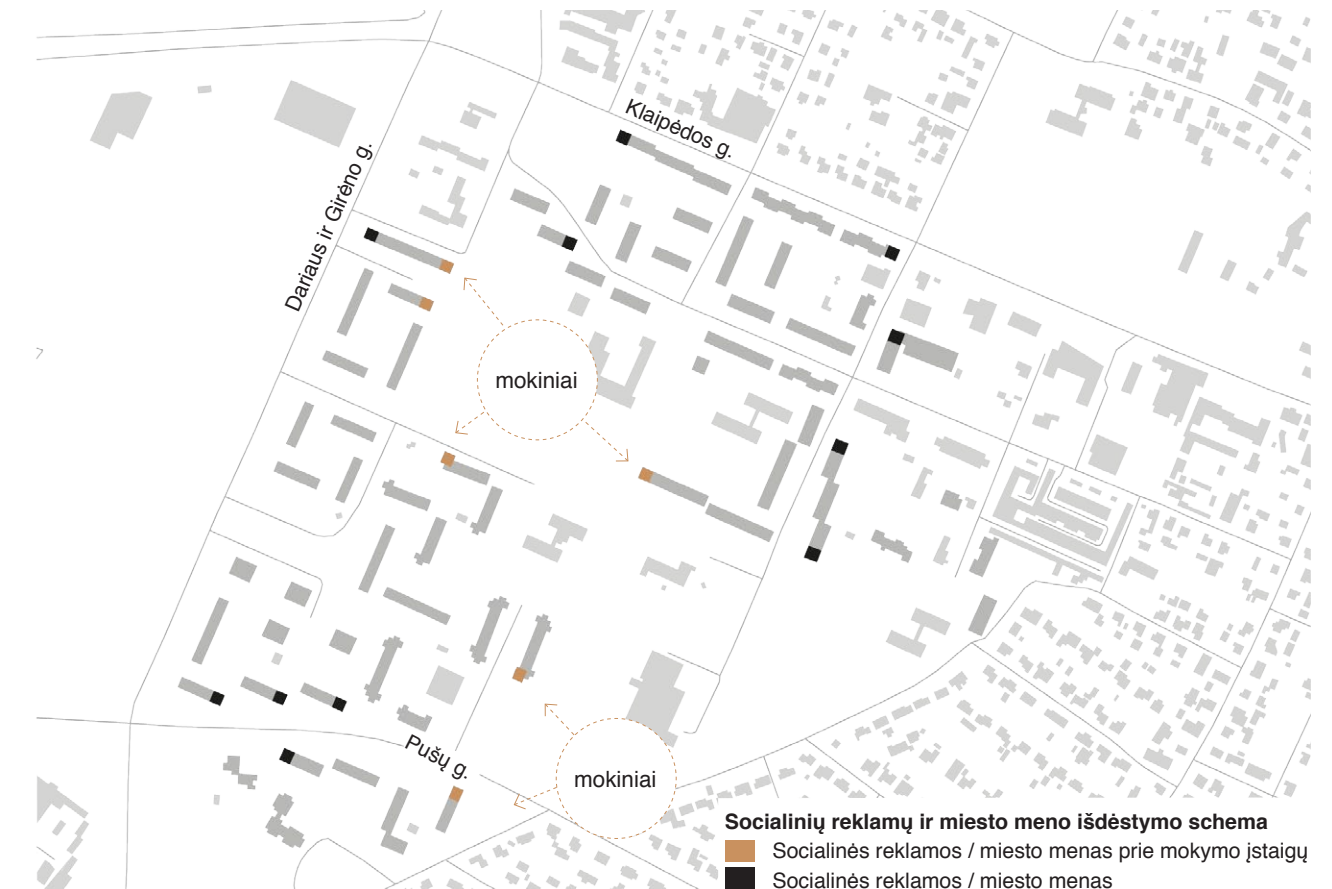 Klaipėdos g.
Dariaus ir Girėno g.
mokiniai
Pušų g.
mokiniai
Socialinių reklamų ir miesto meno išdėstymo schema
Socialinės reklamos / miesto menas prie mokymo įstaigų
Socialinės reklamos / miesto menas